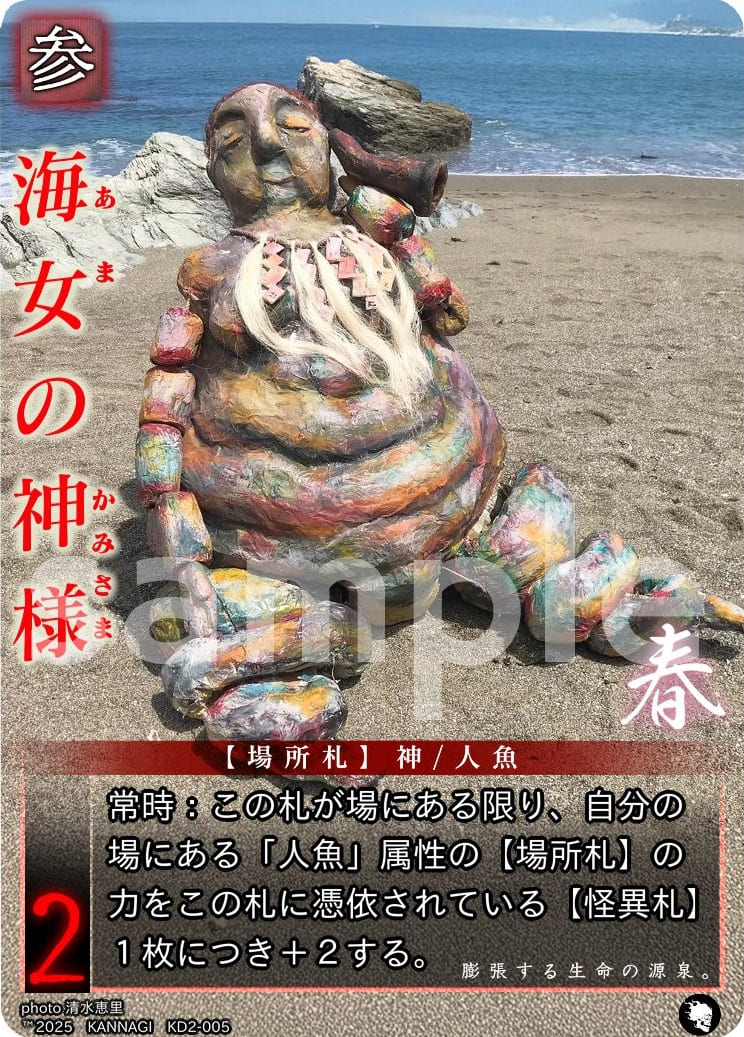 参
海女の神様
あま
かみさま
sample
春
【場所札】神/人魚
常時：この札が場にある限り、自分の
場にある「人魚」属性の【場所札】の
力をこの札に憑依されている【怪異札】
１枚につき＋２する。
膨張する生命の源泉。
2
photo 清水恵里
™2025 KANNAGI KD2-005